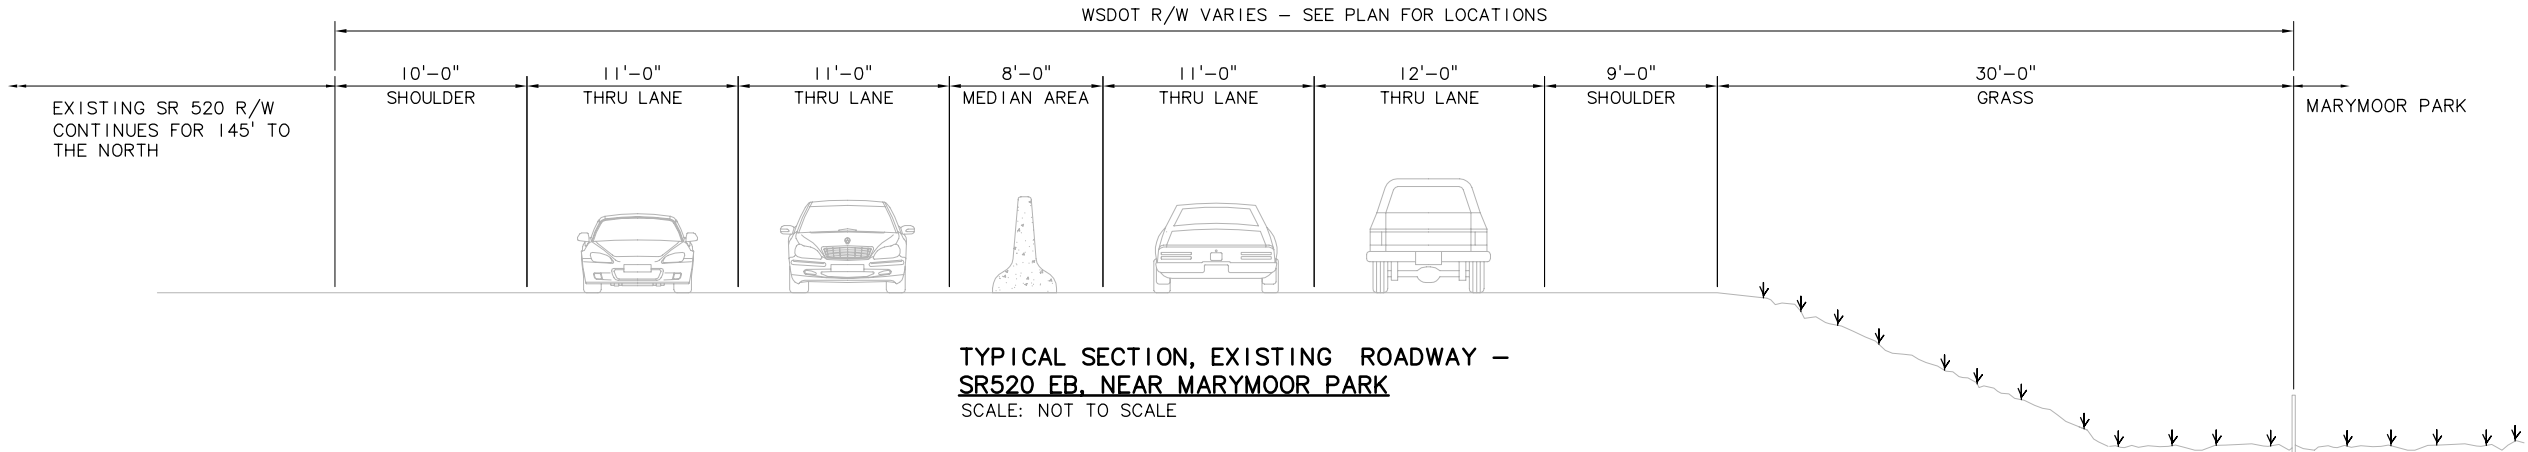 WSDOT R/W VARIES – SEE PLAN FOR LOCATIONS
10'-0" 11'-0" 11'-0" 8'-0" 11'-0" 12'-0" 9'-0" 30'-0"
SHOULDER THRU LANE THRU LANE MEDIAN AREA THRU LANE THRU LANE SHOULDER GRASS
EXISTING SR 520 R/W
CONTINUES FOR 145' TO
THE NORTH
MARYMOOR PARK
TYPICAL SECTION, EXISTING ROADWAY –
SR520 EB, NEAR MARYMOOR PARK
SCALE: NOT TO SCALE